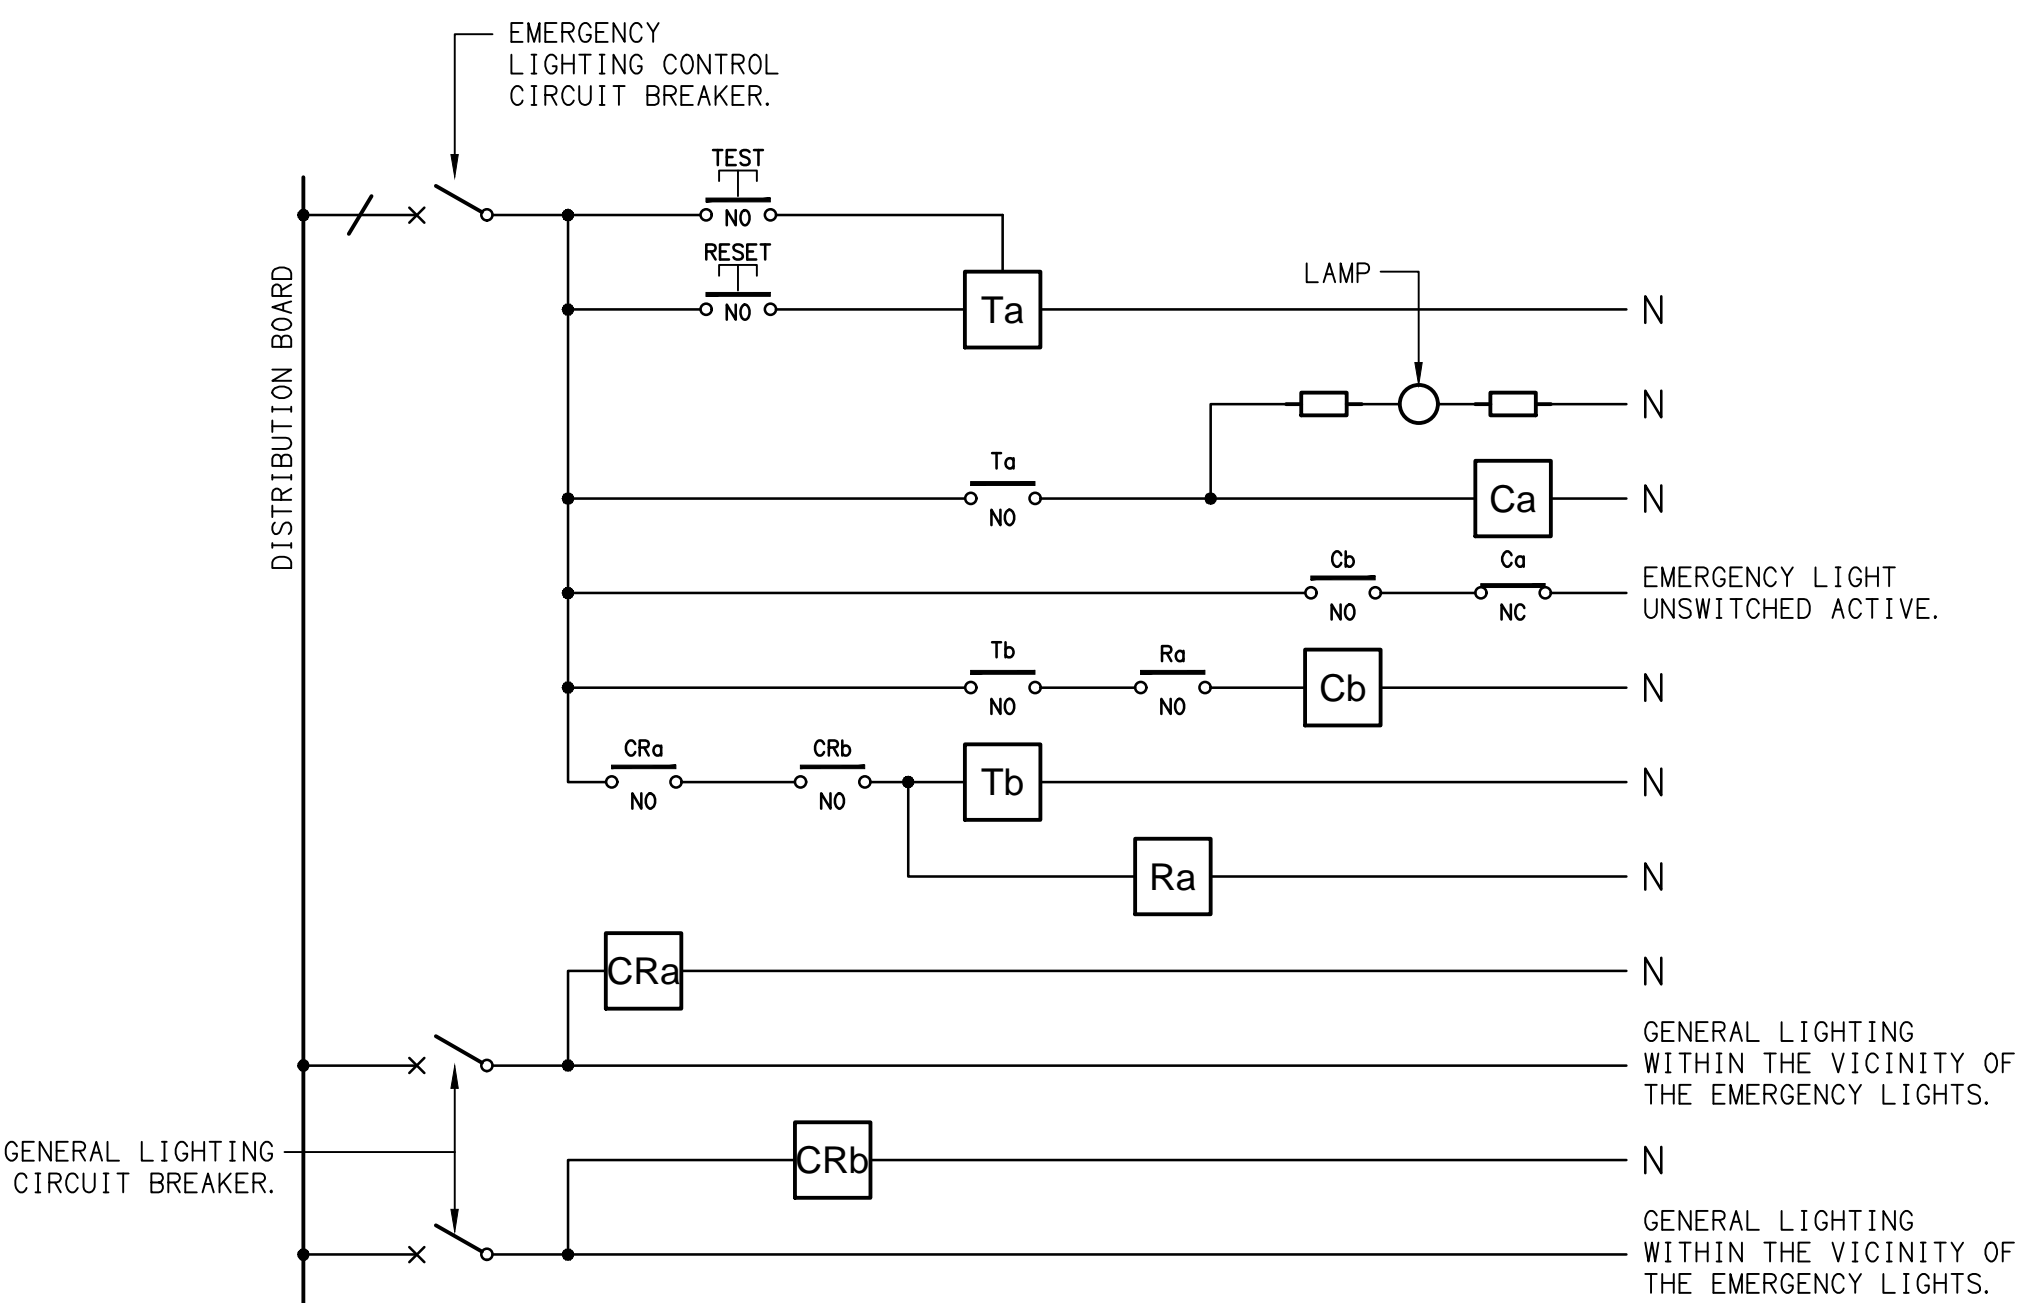 EMERGENCY
LIGHTING CONTROL
CIRCUIT BREAKER.
TEST
NO
RESET
NO
DISTRIBUTION BOARD
Ta
N
LAMP
N
Ta
NO
Ca
N
Cb
NO
Ca
NC
EMERGENCY LIGHT
UNSWITCHED ACTIVE.
Tb
NO
Ra
NO
Cb
N
CRa
NO
CRb
NO
Tb
N
Ra
N
CRa
N
GENERAL LIGHTING
WITHIN THE VICINITY OF
THE EMERGENCY LIGHTS.
GENERAL LIGHTING
CIRCUIT BREAKER.
CRb
N
GENERAL LIGHTING
WITHIN THE VICINITY OF
THE EMERGENCY LIGHTS.